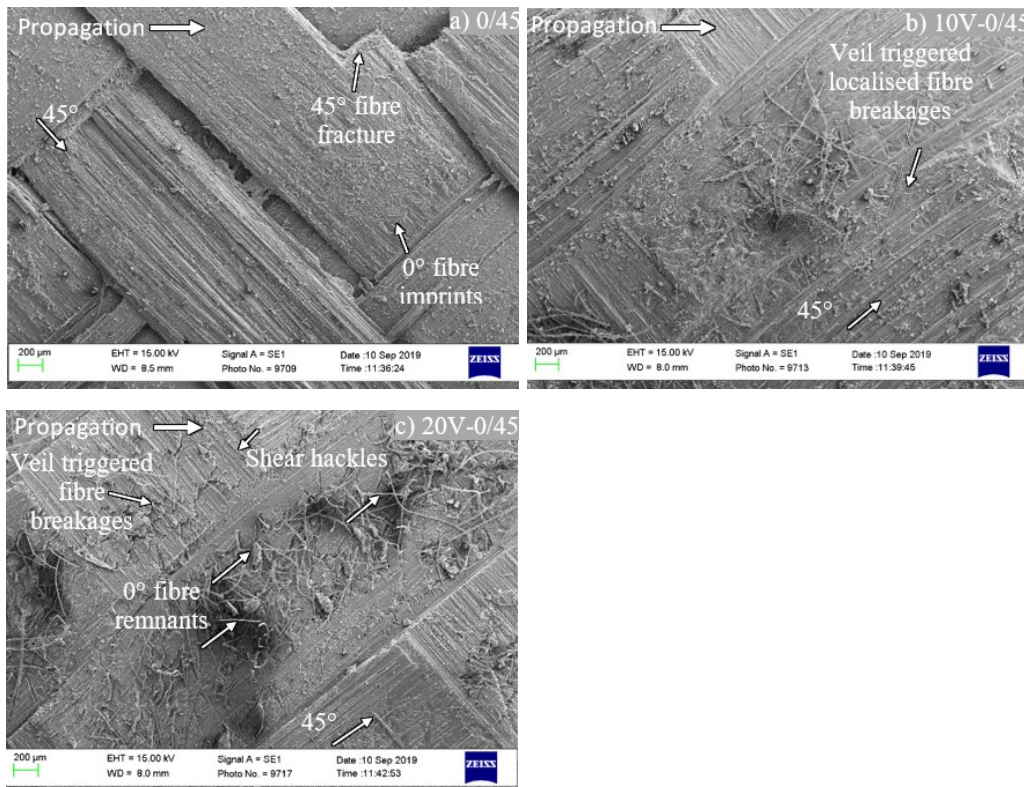 Propagation
a) 0/45
45°
45° fibre
fracture
0° fibre
imprints
200 µm
EHT = 15.00 kV
Signal A = SE1
Date :10 Sep 2019
WD = 8.5 mm
Photo No. = 9709
Time :11:36:24
ZEISS
Propagation
b) 10V-0/45
Veil triggered
localised fibre
breakages
45°
200 µm
EHT = 15.00 kV
Signal A = SE1
Date :10 Sep 2019
WD = 8.0 mm
Photo No. = 9713
Time :11:39:45
ZEISS
Propagation
c) 20V-0/45
Shear hackles
Veil triggered
fibre
breakages
0° fibre
remnants
45°
200 µm
EHT = 15.00 kV
Signal A = SE1
Date :10 Sep 2019
WD = 8.0 mm
Photo No. = 9717
Time :11:42:53
ZEISS